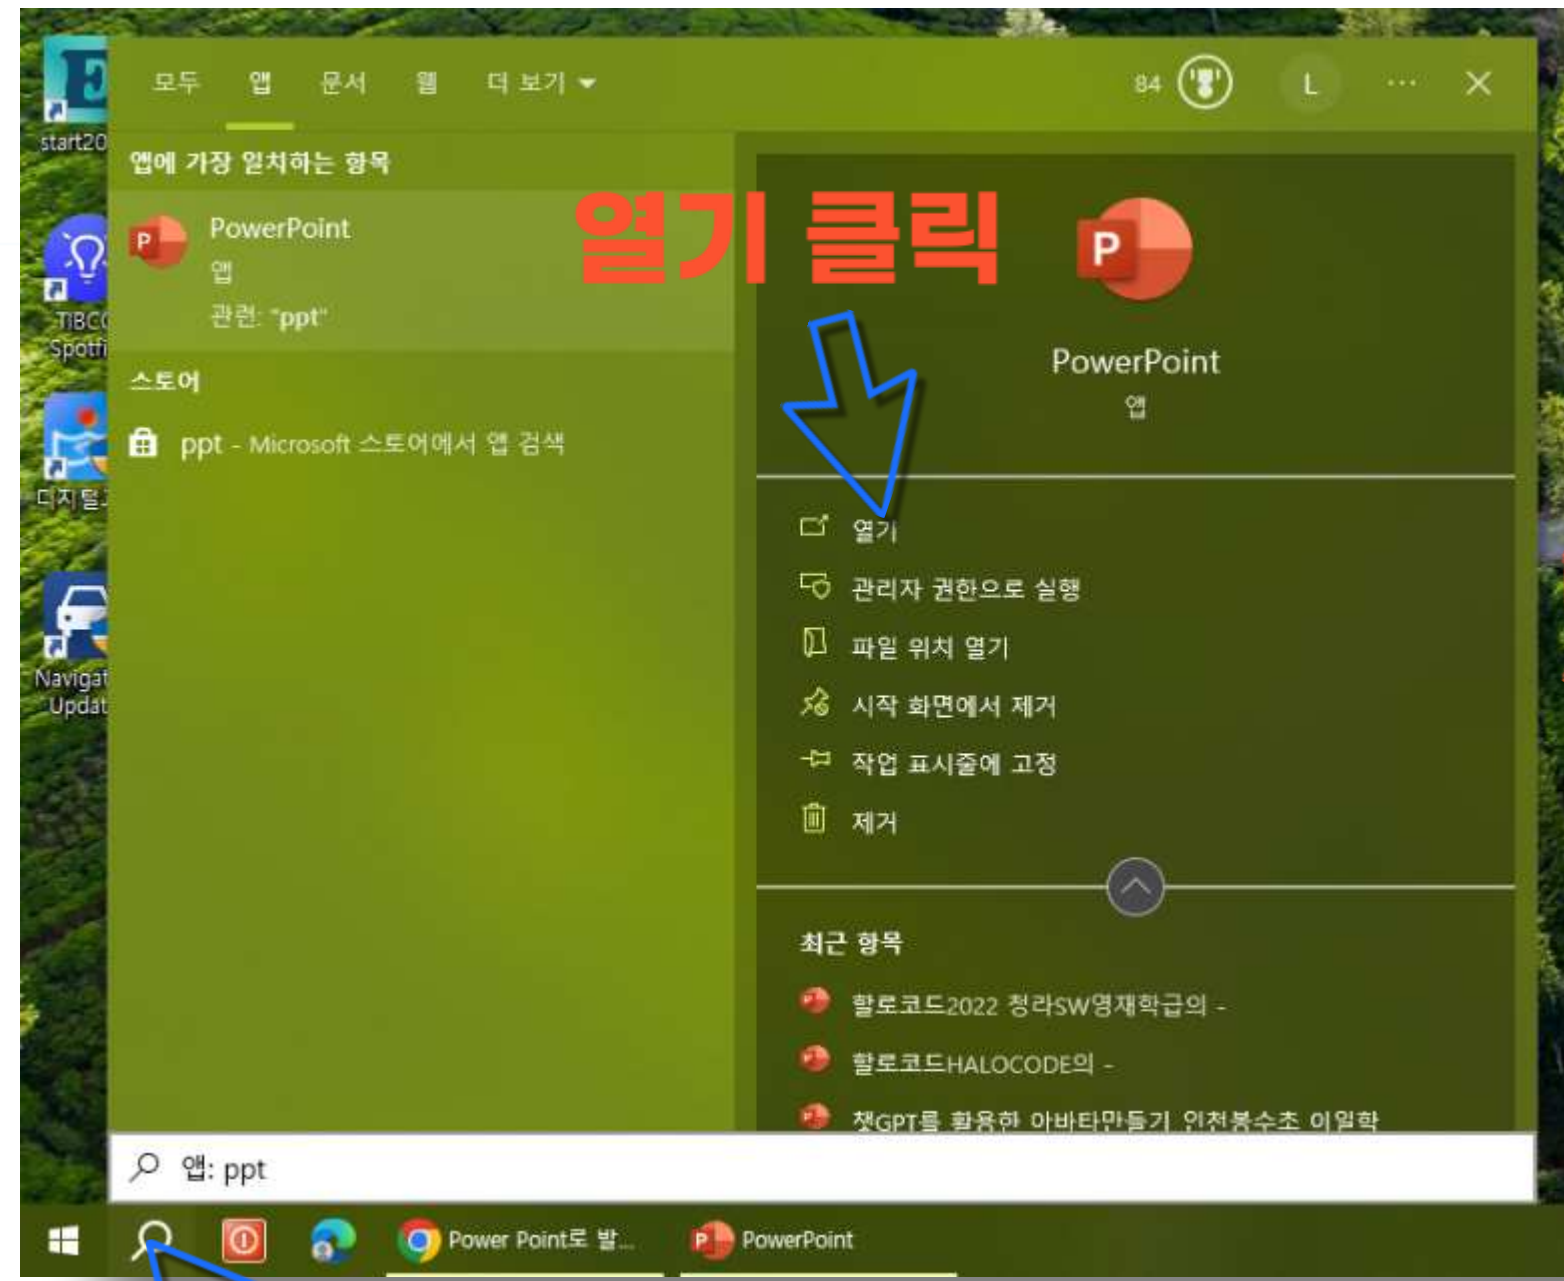 모두 앱 문서 웹 더 보기
84 L ...
start20
앱에 가장 일치하는 항목
PowerPoint
앱
관련: "ppt"
열기 클릭
PowerPoint
앱
스토어
ppt - Microsoft 스토어에서 앱 검색
디지털
Navigat
Updat
열기
관리자 권한으로 실행
파일 위치 열기
시작 화면에서 제거
작업 표시줄에 고정
제거
최근 항목
할로코드2022 청라SW영재학급의 -
할로코드HALOCODE의 -
챗GPT를 활용한 아바타만들기 인천봉수초 이일학
앱: ppt
Power Point로 발...
PowerPoint